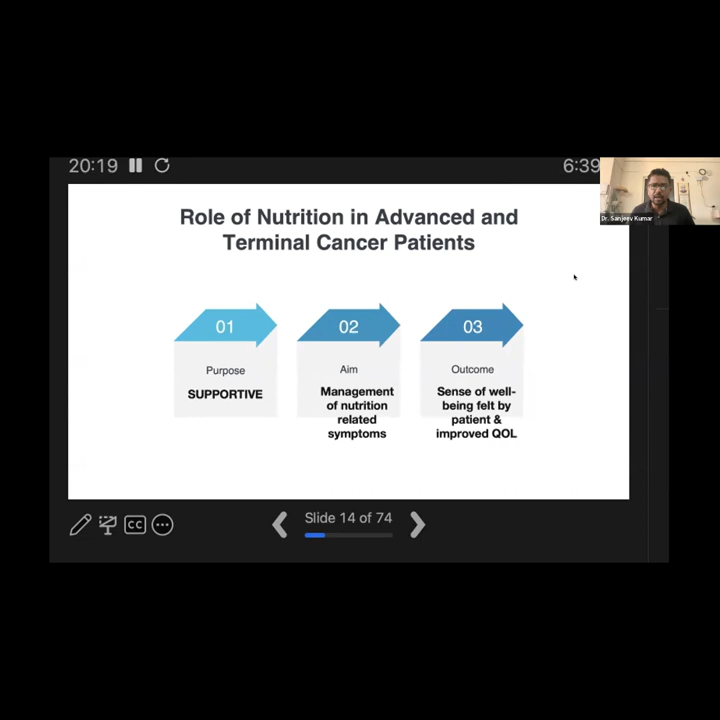 20:19
6:39
Dr. Sanjeev Kumar
Role of Nutrition in Advanced and
Terminal Cancer Patients
01
Purpose
SUPPORTIVE
02
Aim
Management
of nutrition
related
symptoms
03
Outcome
Sense of well-
being felt by
patient &
improved QOL
CC
Slide 14 of 74